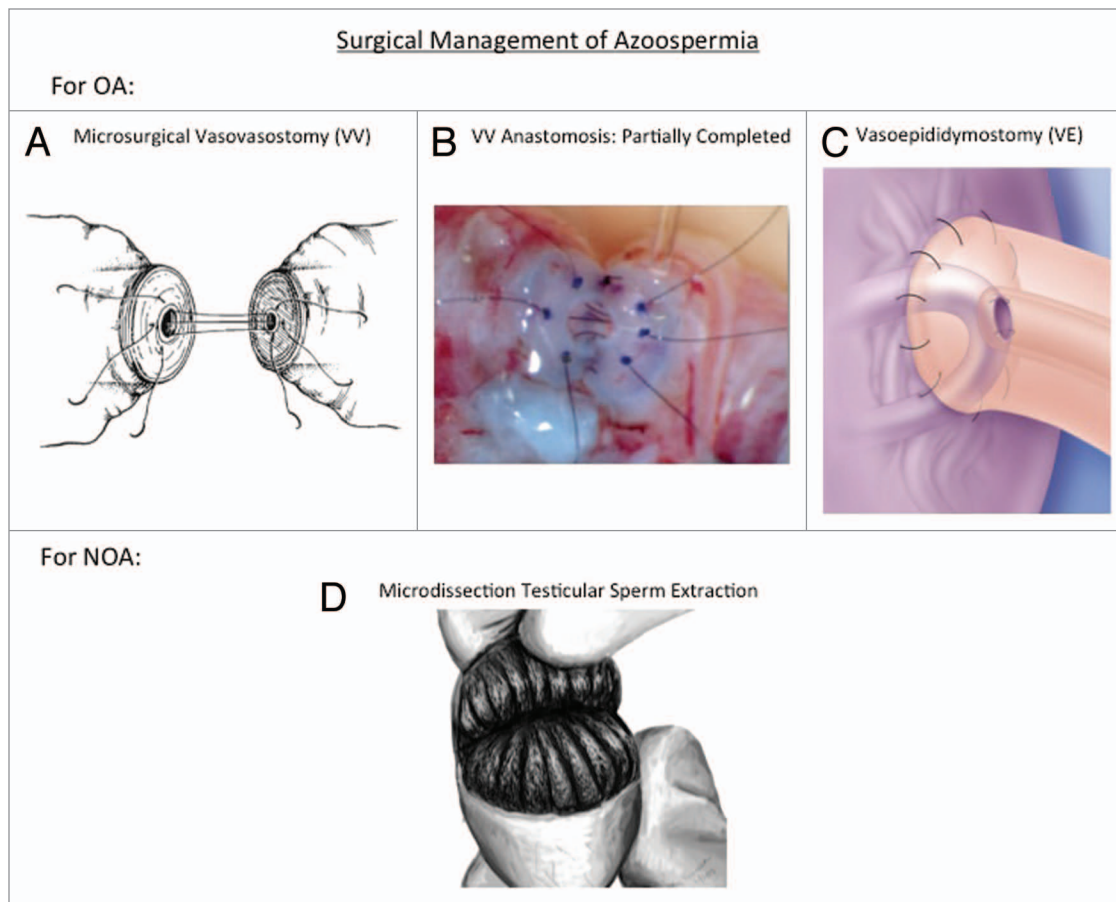 Surgical Management of Azoospermia
For OA:
A Microsurgical Vasovasostomy (VV)
B VV Anastomosis: Partially Completed
C Vasoepididymostomy (VE)
For NOA:
D Microdissection Testicular Sperm Extraction